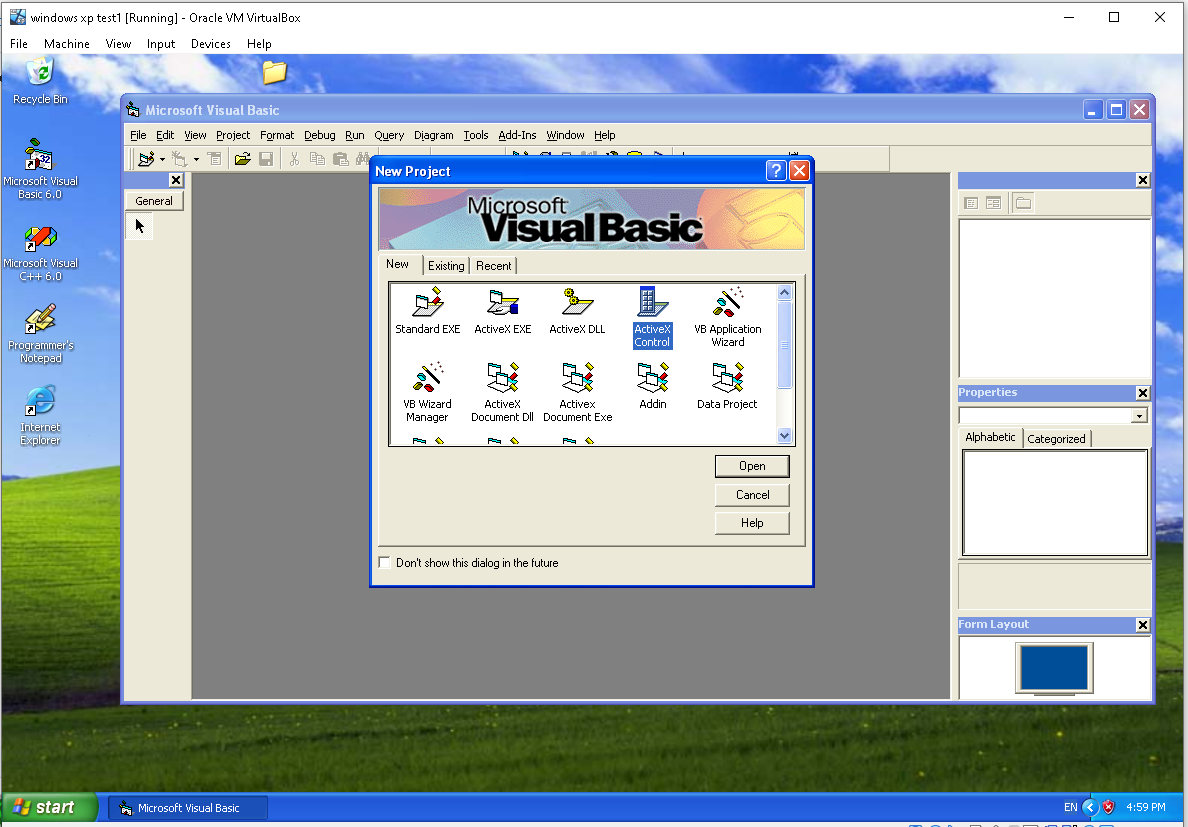 windows xp test1 [Running] - Oracle VM VirtualBox
File Machine View Input Devices Help
Recycle Bin
Microsoft Visual Basic
File Edit View Project Format Debug Run Query Diagram Tools Add-Ins Window Help
Microsoft Visual
Basic 6.0
Microsoft Visual
C++ 6.0
Programmer's
Notepad
Internet
Explorer
General
New Project
Microsoft
Visual Basic
New Existing Recent
Standard EXE ActiveX EXE ActiveX DLL ActiveX
Control VB Application
Wizard
VB Wizard
Manager ActiveX
Document Dll Activex
Document Exe Addin Data Project
Open
Cancel
Help
Don't show this dialog in the future
Properties
Alphabetic Categorized
Form Layout
start Microsoft Visual Basic EN 4:59 PM